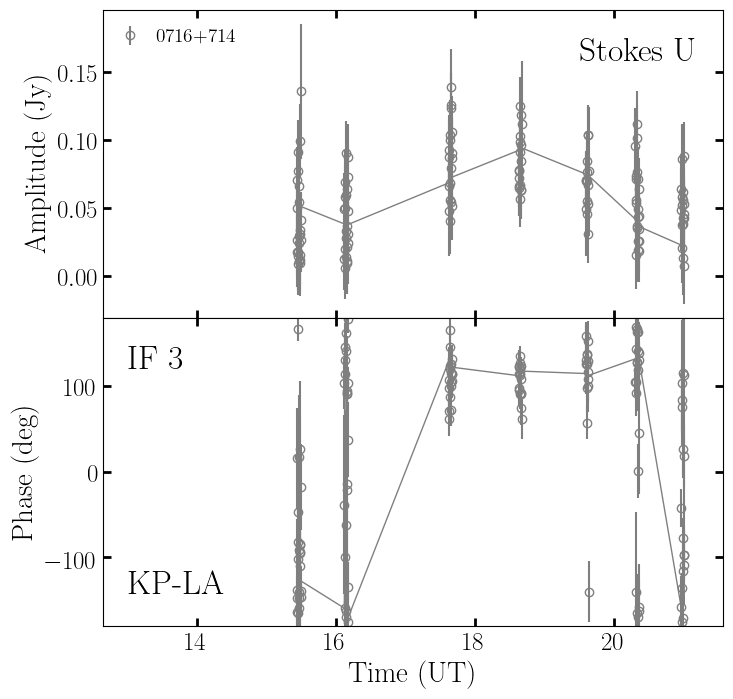 0716+714
Stokes U
0.15
0.10
0.05
0.00
Amplitude (Jy)
IF 3
100
0
−100
Phase (deg)
KP-LA
14 16 18 20
Time (UT)